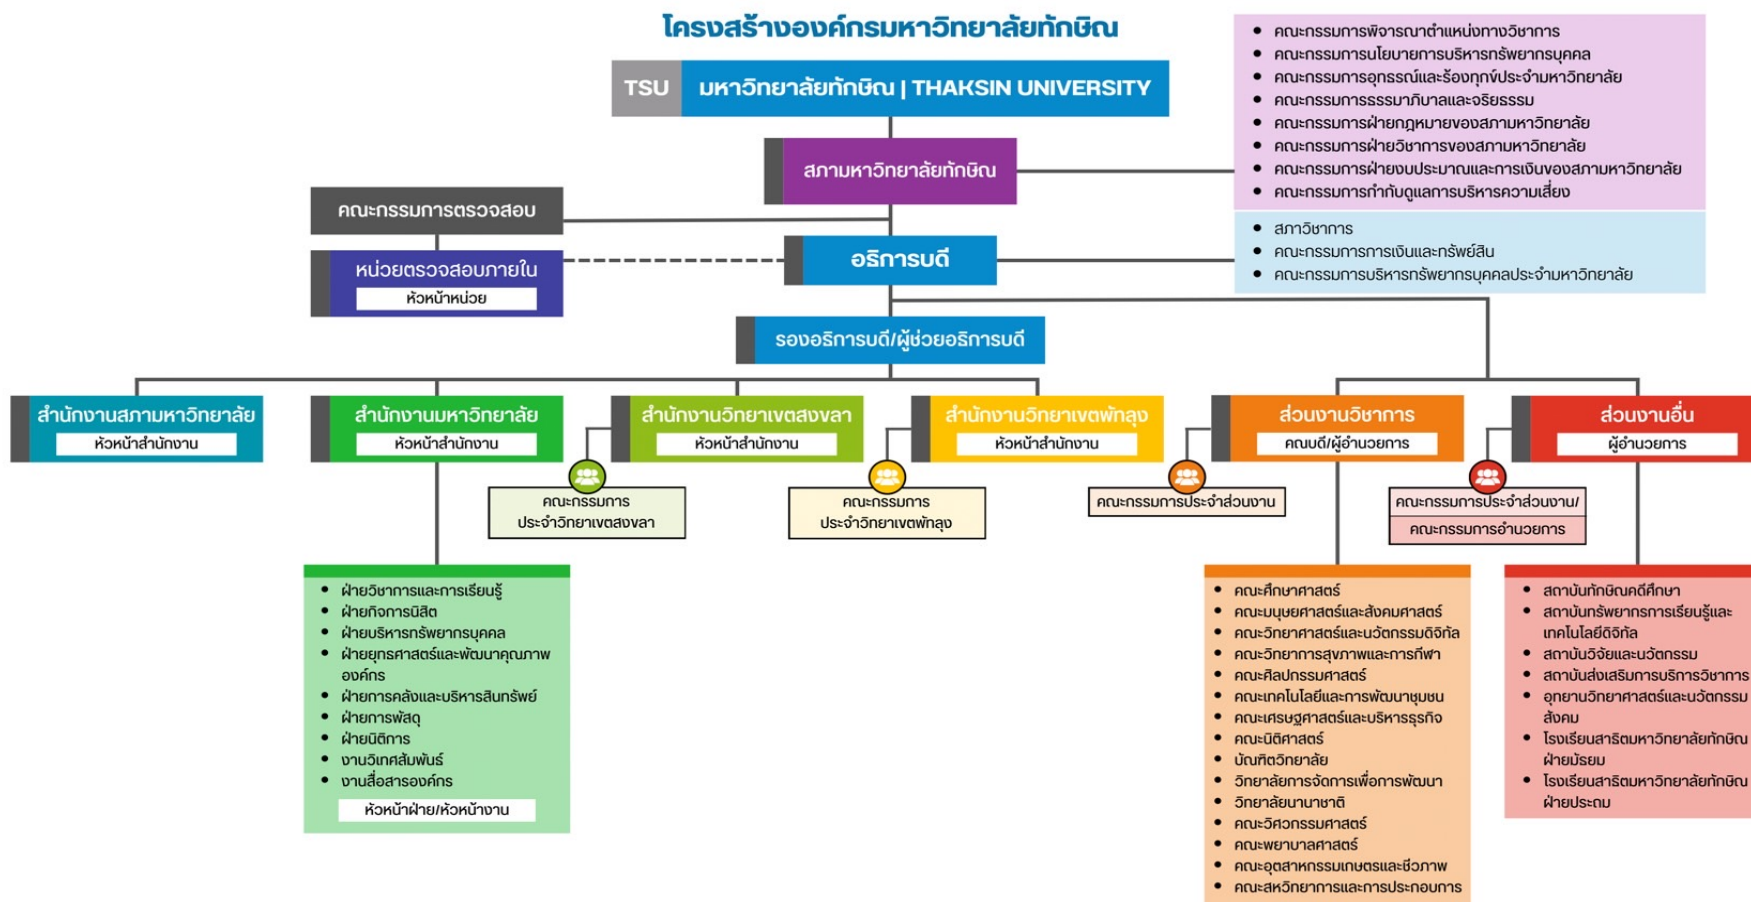 โครงสร้างองค์กรมหาวิทยาลัยทักษิณ
TSU มหาวิทยาลัยทักษิณ | THAKSIN UNIVERSITY
สภามหาวิทยาลัยทักษิณ
• คณะกรรมการพิจารณาตำแหน่งทางวิชาการ
• คณะกรรมการนโยบายการบริหารทรัพยากรบุคคล
• คณะกรรมการอุทธรณ์และร้องทุกข์ประจำมหาวิทยาลัย
• คณะกรรมการธรรมาภิบาลและจริยธรรม
• คณะกรรมการฝ่ายกฎหมายของสภามหาวิทยาลัย
• คณะกรรมการฝ่ายวิชาการของสภามหาวิทยาลัย
• คณะกรรมการฝ่ายงบประมาณและการเงินของสภามหาวิทยาลัย
• คณะกรรมการกำกับดูแลการบริหารความเสี่ยง
คณะกรรมการตรวจสอบ
หน่วยตรวจสอบภายใน
หัวหน้าหน่วย
อธิการบดี
• สภาวิชาการ
• คณะกรรมการการเงินและทรัพย์สิน
• คณะกรรมการบริหารทรัพยากรบุคคลประจำมหาวิทยาลัย
รองอธิการบดี/ผู้ช่วยอธิการบดี
สำนักงานสภามหาวิทยาลัย
หัวหน้าสำนักงาน
สำนักงานมหาวิทยาลัย
หัวหน้าสำนักงาน
สำนักงานวิทยาเขตสงขลา
หัวหน้าสำนักงาน
สำนักงานวิทยาเขตพัทลุง
หัวหน้าสำนักงาน
ส่วนงานวิชาการ
คณบดี/ผู้อำนวยการ
ส่วนงานอื่น
ผู้อำนวยการ
คณะกรรมการ
ประจำวิทยาเขตสงขลา
คณะกรรมการ
ประจำวิทยาเขตพัทลุง
คณะกรรมการประจำส่วนงาน
คณะกรรมการประจำส่วนงาน/
คณะกรรมการอำนวยการ
• ฝ่ายวิชาการและการเรียนรู้
• ฝ่ายกิจการนิสิต
• ฝ่ายบริหารทรัพยากรบุคคล
• ฝ่ายยุทธศาสตร์และพัฒนาคุณภาพ
องค์กร
• ฝ่ายการคลังและบริหารสินทรัพย์
• ฝ่ายการพัสดุ
• ฝ่ายนิติการ
• งานวิเทศสัมพันธ์
• งานสื่อสารองค์กร
หัวหน้าฝ่าย/หัวหน้างาน
• คณะศึกษาศาสตร์
• คณะมนุษยศาสตร์และสังคมศาสตร์
• คณะวิทยาศาสตร์และนวัตกรรมดิจิทัล
• คณะวิทยาการสุขภาพและการกีฬา
• คณะศิลปกรรมศาสตร์
• คณะเทคโนโลยีและการพัฒนาชุมชน
• คณะเศรษฐศาสตร์และบริหารธุรกิจ
• คณะนิติศาสตร์
• บัณฑิตวิทยาลัย
• วิทยาลัยการจัดการเพื่อการพัฒนา
• วิทยาลัยนานาชาติ
• คณะวิศวกรรมศาสตร์
• คณะพยาบาลศาสตร์
• คณะอุตสาหกรรมเกษตรและชีวภาพ
• คณะสหวิทยาการและการประกอบการ
• สถาบันทักษิณคดีศึกษา
• สถาบันทรัพยากรการเรียนรู้และ
เทคโนโลยีดิจิทัล
• สถาบันวิจัยและนวัตกรรม
• สถาบันส่งเสริมการบริการวิชาการ
• อุทยานวิทยาศาสตร์และนวัตกรรม
สังคม
• โรงเรียนสาธิตมหาวิทยาลัยทักษิณ
ฝ่ายมัธยม
• โรงเรียนสาธิตมหาวิทยาลัยทักษิณ
ฝ่ายประถม